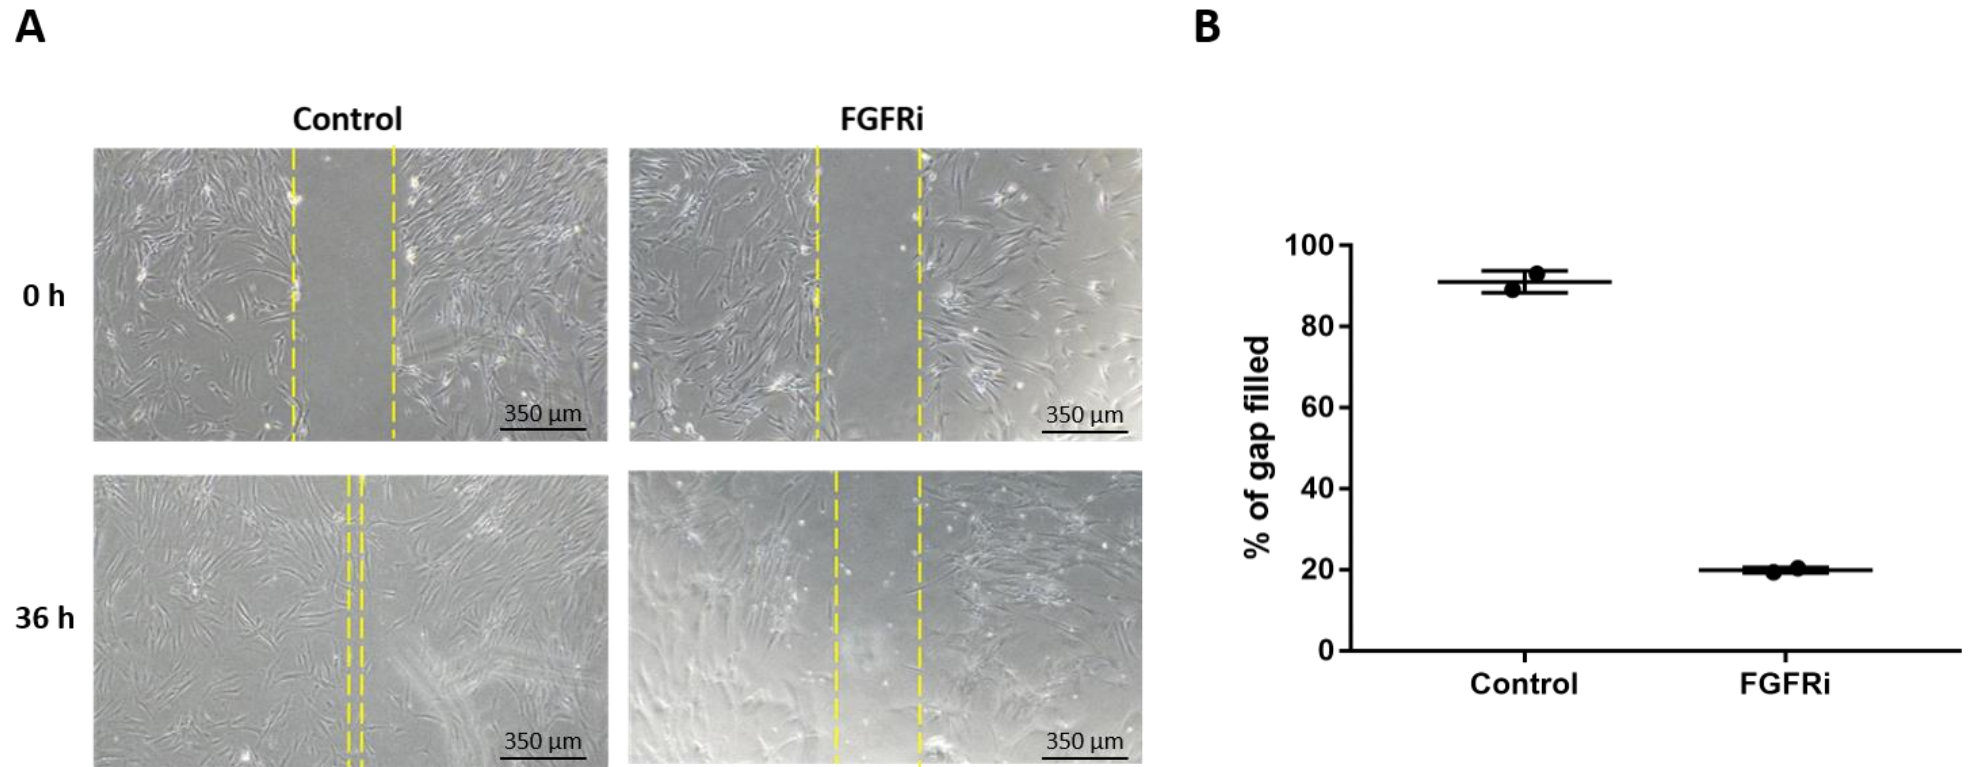 A
B
Control
FGFRi
0 h
350 µm
350 µm
36 h
350 µm
350 µm
% of gap filled
100
80
60
40
20
0
Control
FGFRi